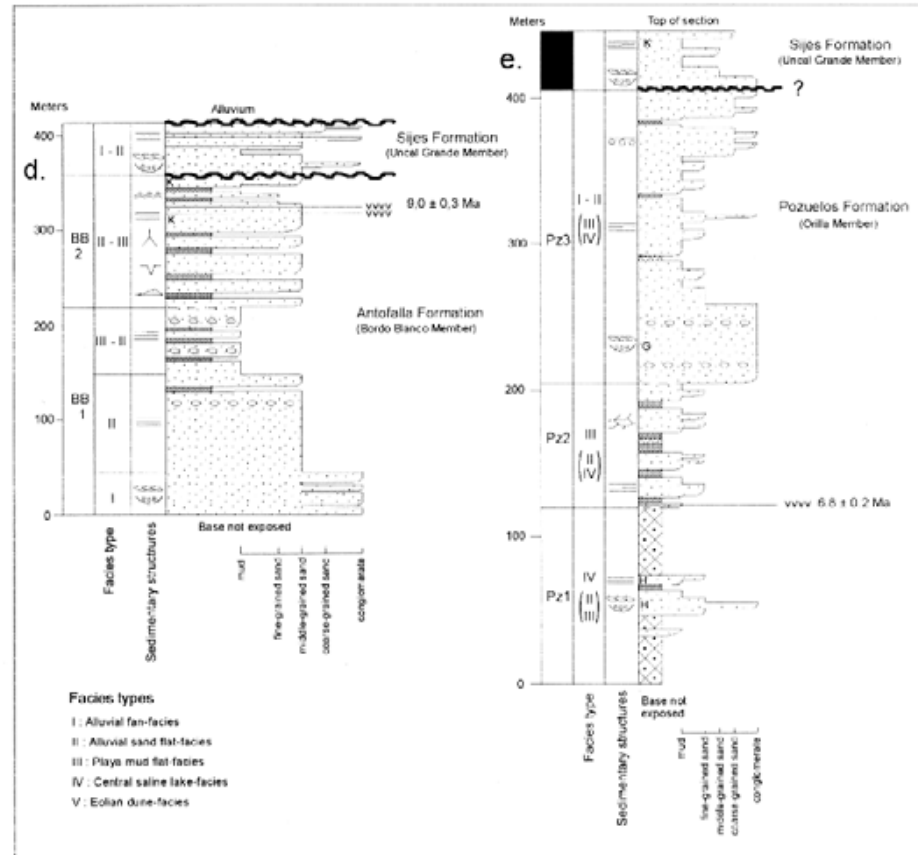 d.
Meters
Alluvium
400
300
200
100
0
BB
2
BB
1
I - II
II - III
III - II
II
I
K
Sijes Formation
(Uncal Grande Member)
9.0 ± 0,3 Ma
vvvv
vvvv
Antofalla Formation
(Bordo Blanco Member)
Base not exposed
Facies type
Sedimentary structrures
mud
fine-grained sand
middle-grained sand
coarse-grained sand
conglomerate
Facies types
I : Alluvial fan-facies
II : Alluvial sand flat-facies
III : Playa mud flat-facies
IV : Central saline lake-facies
V : Eolian dune-facies
e.
Meters
Top of section
400
300
200
100
0
Pz3
Pz2
Pz1
I - II
(III
IV)
III
(II
IV)
IV
(II
III)
K
G
H
H
Sijes Formation
(Uncal Grande Member)
?
Pozuelos Formation
(Orilla Member)
vvvv 6.8 ± 0.2 Ma
Base not
exposed
Facies type
Sedimentary structures
mud
fine-grained sand
middle-grained sand
coarse-grained sand
conglomerate